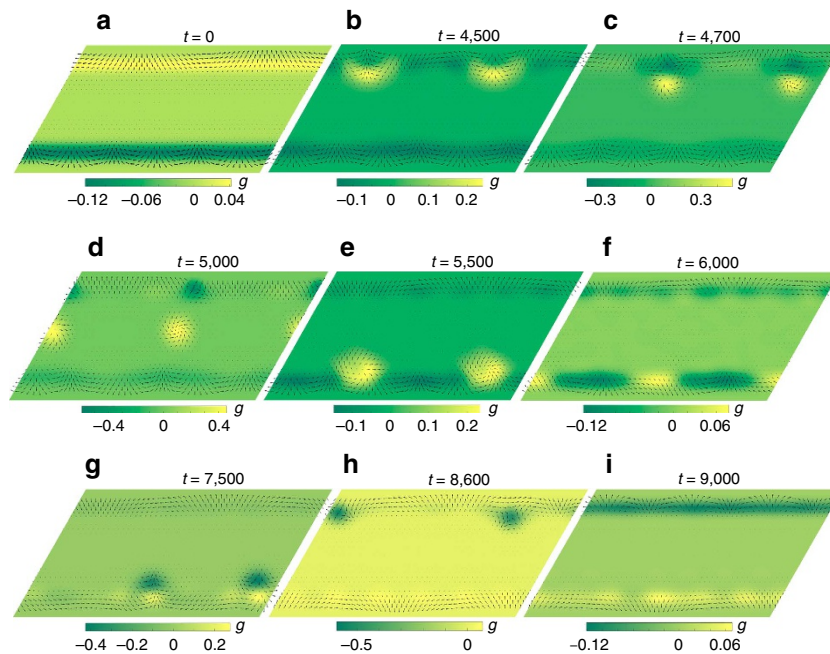 a b c
t = 0 t = 4,500 t = 4,700
g g g
−0.12 −0.06 0.04 −0.1 0 0.1 0.2 −0.3 0 0.3
d e f
t = 5,000 t = 5,500 t = 6,000
g g g
−0.4 0 0.4 −0.1 0 0.1 0.2 −0.12 0 0.06
g h i
t = 7,500 t = 8,600 t = 9,000
g g g
−0.4 −0.2 0 0.2 −0.5 0 −0.12 0 0.06